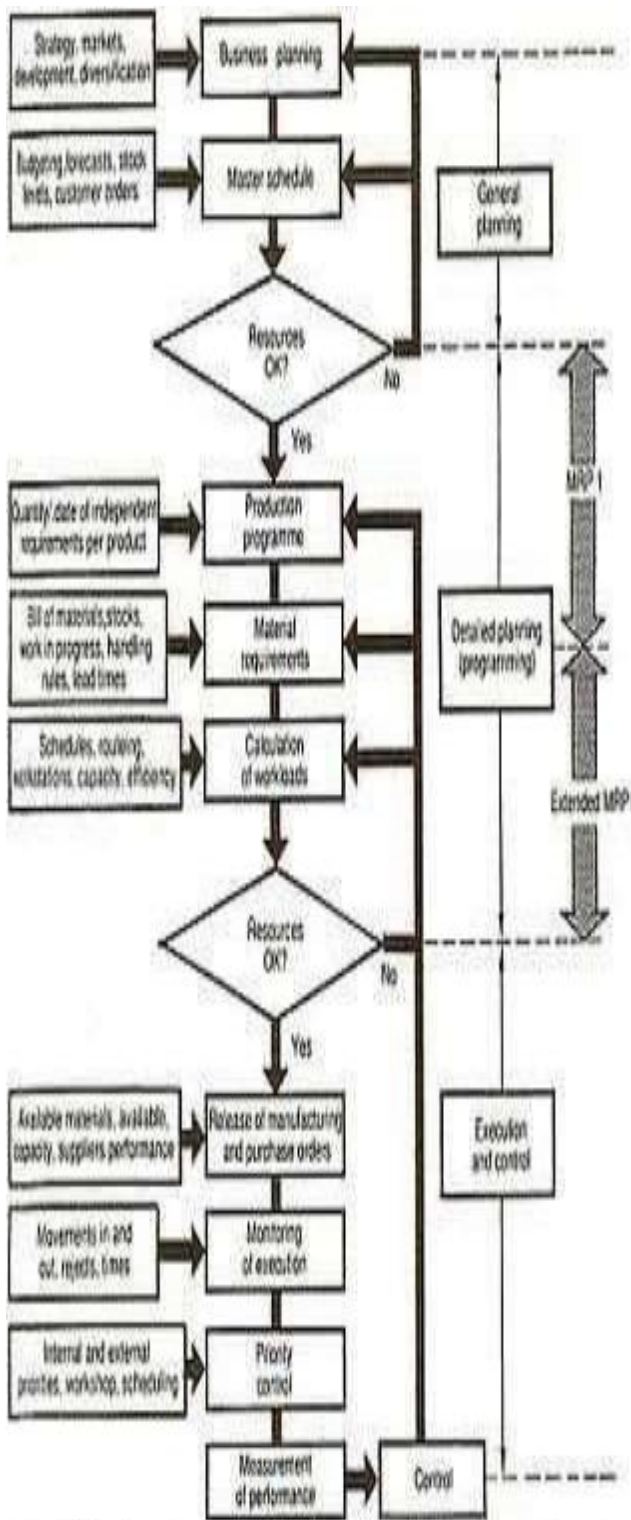 Strategy, markets,
development, diversification
Business planning
Budgeting, forecasts, stock
levels, customer orders
Master schedule
General
planning
Resources
OK?
No
Yes
MRP 1
Quantity/date of independent
requirements per product
Production
programme
Bill of materials, stocks,
work in progress, handling
rules, lead times
Material
requirements
Detailed planning
(programming)
Schedules, routeing,
workstations, capacity, efficiency
Calculation
of workloads
Extended MRP
Resources
OK?
No
Yes
Available materials, available,
capacity, suppliers performance
Release of manufacturing
and purchase orders
Execution
and control
Movements in and
out, rejects, times
Monitoring
of execution
Internal and external
priorities, workshop, scheduling
Priority
control
Measurement
of performance
Control